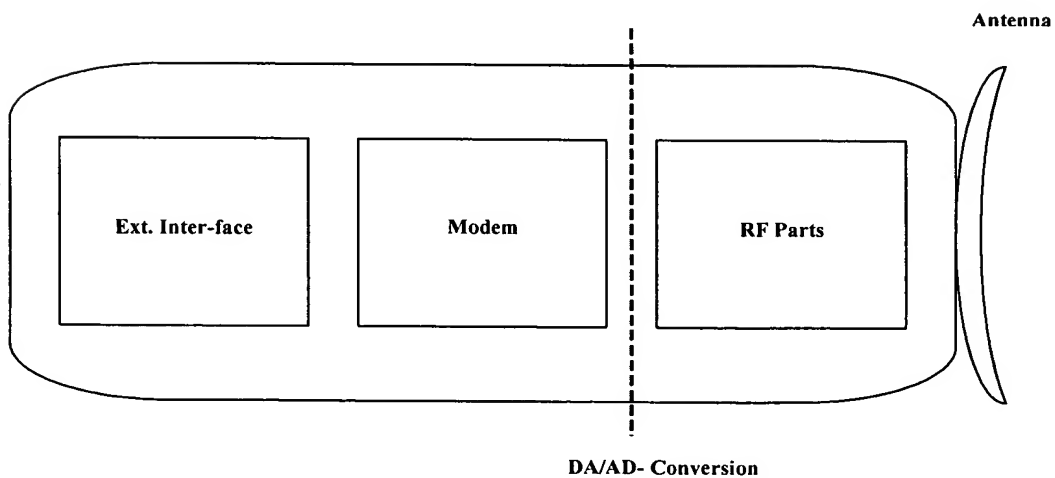 Antenna
Ext. Inter-face
Modem
RF Parts
DA/AD- Conversion